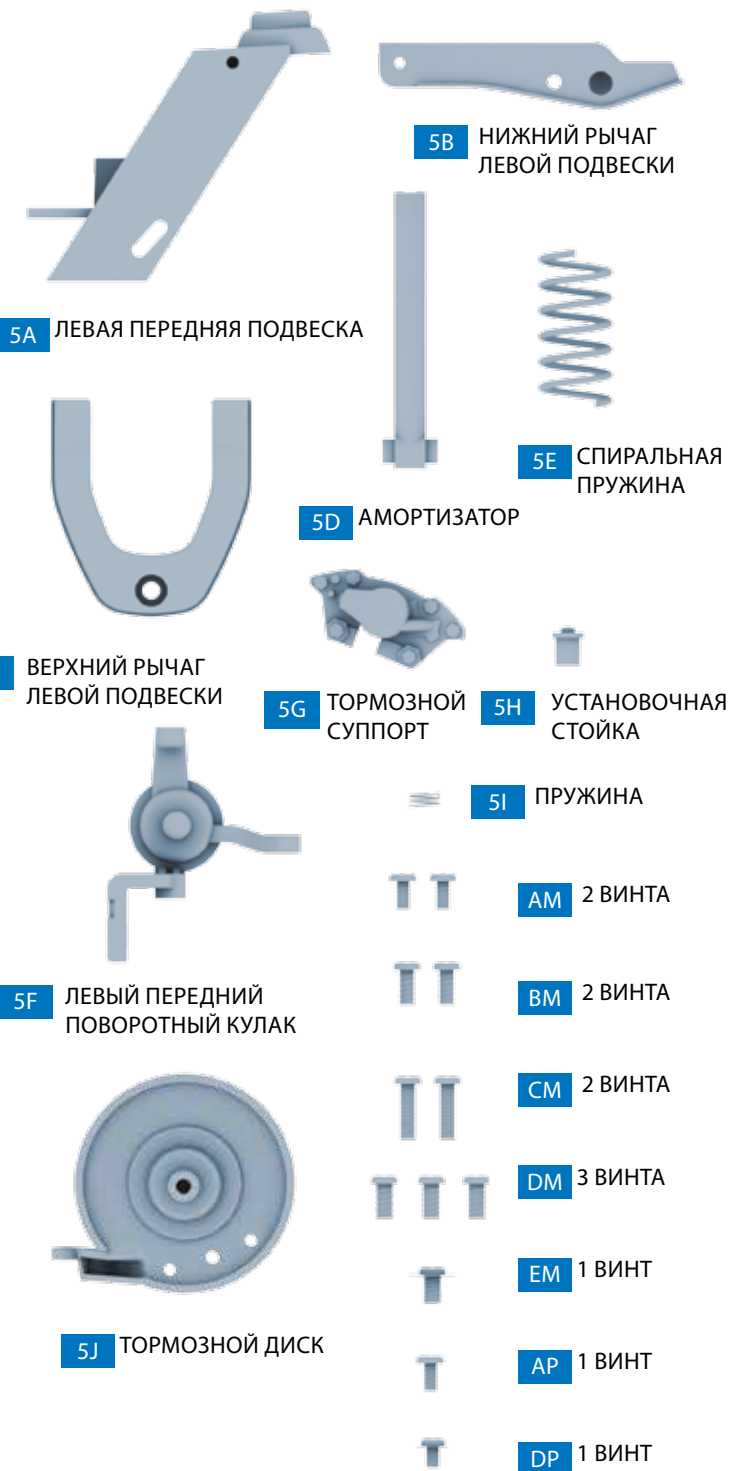 5B НИЖНИЙ РЫЧАГ
ЛЕВОЙ ПОДВЕСКИ
5A ЛЕВАЯ ПЕРЕДНЯЯ ПОДВЕСКА
5E СПИРАЛЬНАЯ
ПРУЖИНА
5D АМОРТИЗАТОР
ВЕРХНИЙ РЫЧАГ
ЛЕВОЙ ПОДВЕСКИ
5G ТОРМОЗНОЙ
СУППОРТ
5H УСТАНОВОЧНАЯ
СТОЙКА
5I ПРУЖИНА
AM 2 ВИНТА
5F ЛЕВЫЙ ПЕРЕДНИЙ
ПОВОРОТНЫЙ КУЛАК
BM 2 ВИНТА
CM 2 ВИНТА
DM 3 ВИНТА
EM 1 ВИНТ
5J ТОРМОЗНОЙ ДИСК
AP 1 ВИНТ
DP 1 ВИНТ